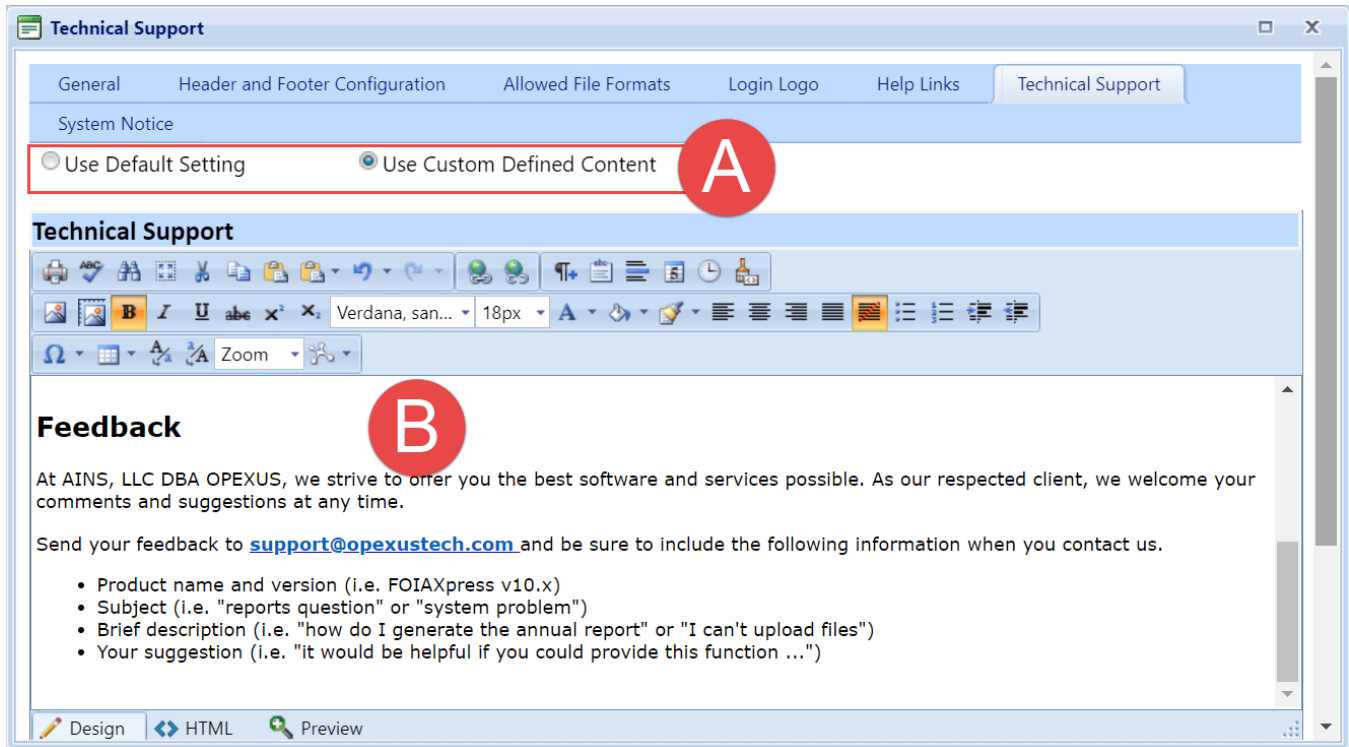 Technical Support
General Header and Footer Configuration Allowed File Formats Login Logo Help Links Technical Support
System Notice
Use Default Setting Use Custom Defined Content A
Technical Support
ABC abc 5
B I U abc x² X₂ Verdana, san... 18px A
Ω A Zoom
B
Feedback
At AINS, LLC DBA OPEXUS, we strive to offer you the best software and services possible. As our respected client, we welcome your
comments and suggestions at any time.
Send your feedback to support@opexustech.com and be sure to include the following information when you contact us.
• Product name and version (i.e. FOIAXpress v10.x)
• Subject (i.e. "reports question" or "system problem")
• Brief description (i.e. "how do I generate the annual report" or "I can't upload files")
• Your suggestion (i.e. "it would be helpful if you could provide this function ...")
Design HTML Preview